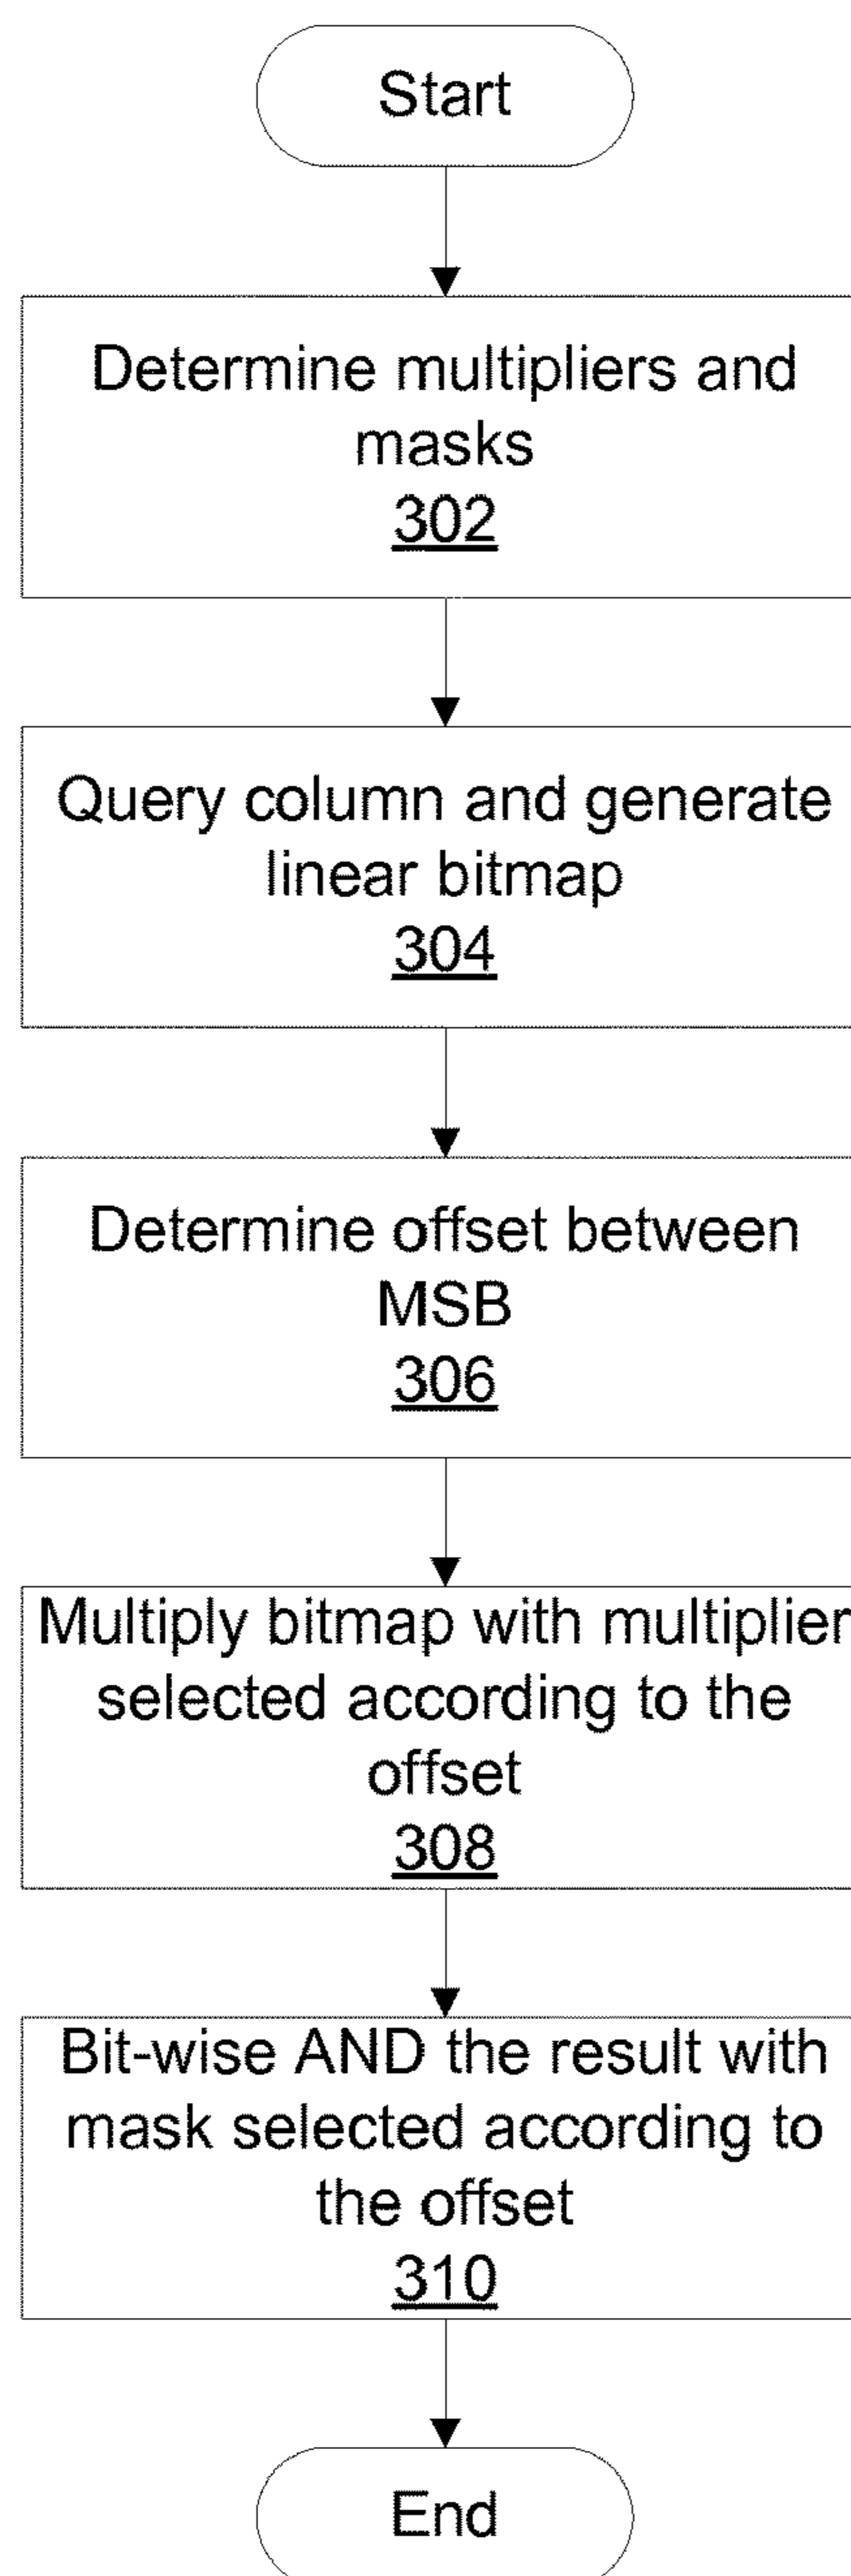 Start
Determine multipliers and
masks
302
Query column and generate
linear bitmap
304
Determine offset between
MSB
306
Multiply bitmap with multiplier
selected according to the
offset
308
Bit-wise AND the result with
mask selected according to
the offset
310
End